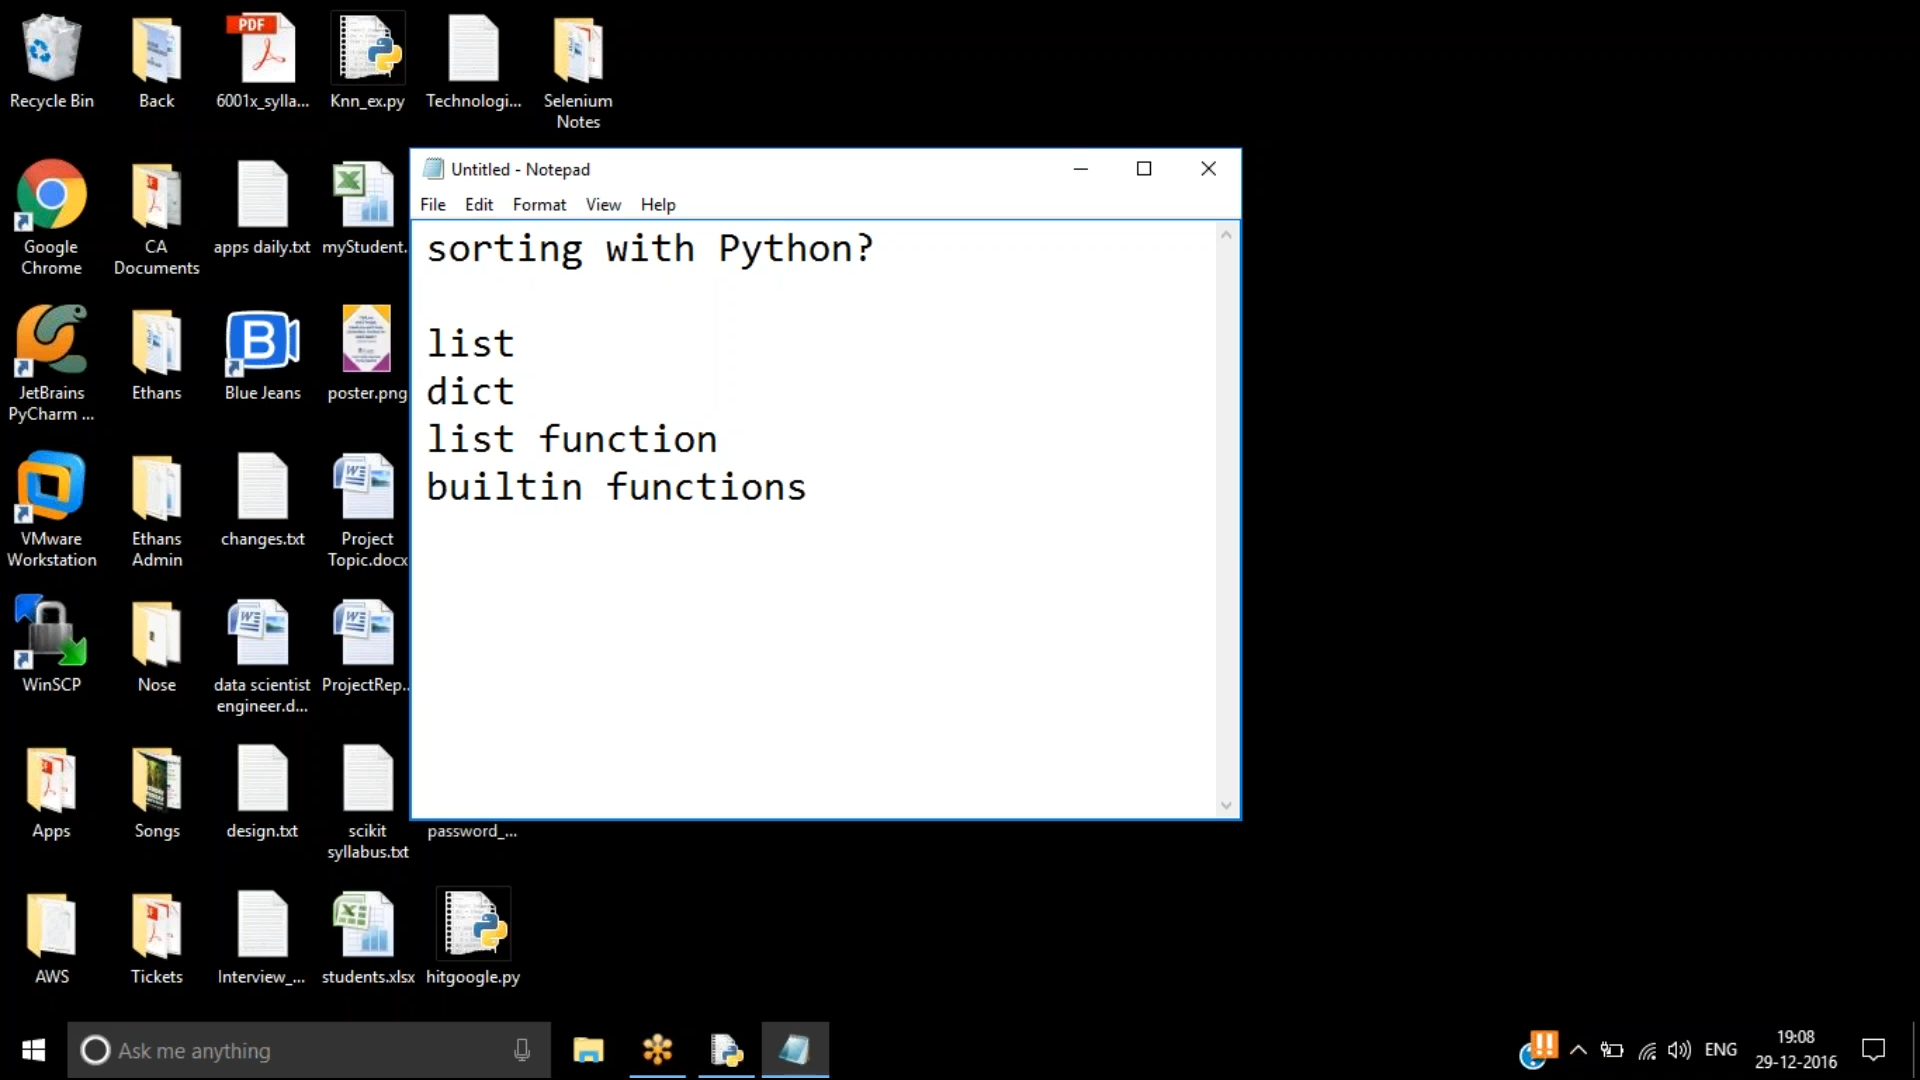 Recycle Bin
Back
PDF
6001x_sylla...
Knn_ex.py
Technologi...
Selenium
Notes
Google
Chrome
CA
Documents
apps daily.txt
myStudent.
JetBrains
PyCharm ...
Ethans
Blue Jeans
poster.png
VMware
Workstation
Ethans
Admin
changes.txt
Project
Topic.docx
WinSCP
Nose
data scientist
engineer.d...
ProjectRep..
Apps
Songs
design.txt
scikit
syllabus.txt
password_...
AWS
Tickets
Interview_...
students.xlsx
hitgoogle.py
Untitled - Notepad
File Edit Format View Help
sorting with Python?
list
dict
list function
builtin functions
Ask me anything
ENG
19:08
29-12-2016